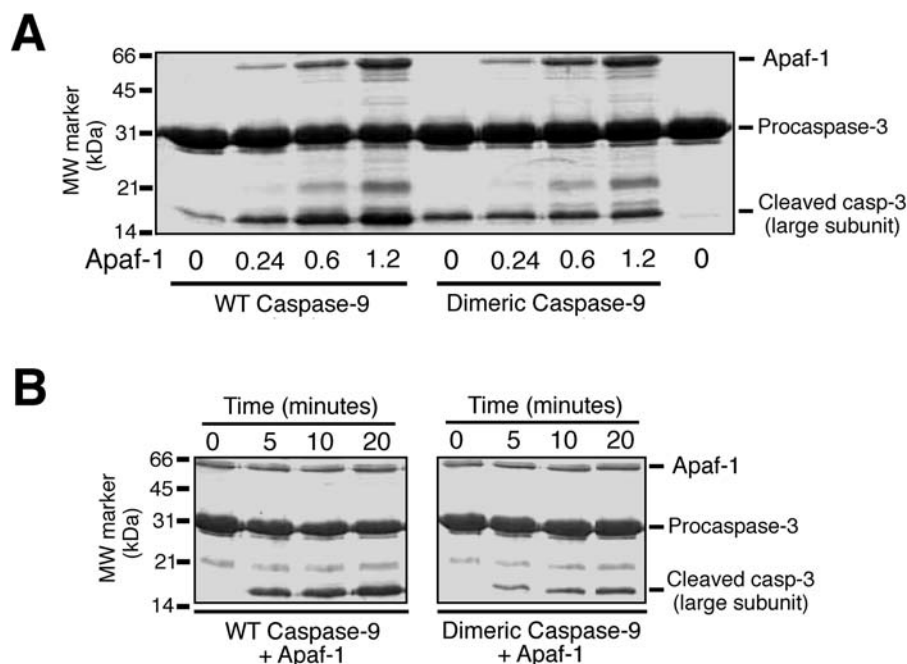 A
MW marker
(kDa)
66
45
31
21
14
Apaf-1
Procaspase-3
Cleaved casp-3
(large subunit)
Apaf-1 0 0.24 0.6 1.2 0 0.24 0.6 1.2 0
WT Caspase-9 Dimeric Caspase-9
B
Time (minutes) Time (minutes)
0 5 10 20 0 5 10 20
MW marker
(kDa)
66
45
31
21
14
Apaf-1
Procaspase-3
Cleaved casp-3
(large subunit)
WT Caspase-9
+ Apaf-1
Dimeric Caspase-9
+ Apaf-1